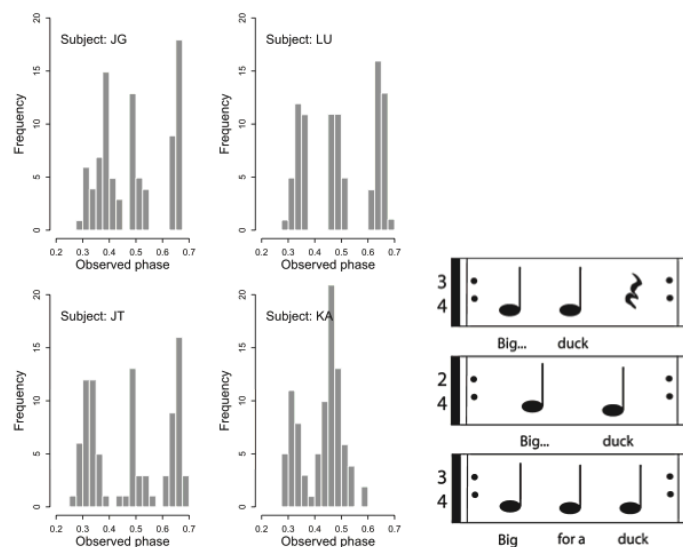 Subject: JG
20
15
10
5
0
Frequency
0.2 0.3 0.4 0.5 0.6 0.7
Observed phase
Subject: LU
20
15
10
5
0
Frequency
0.2 0.3 0.4 0.5 0.6 0.7
Observed phase
Subject: JT
20
15
10
5
0
Frequency
0.2 0.3 0.4 0.5 0.6 0.7
Observed phase
Subject: KA
20
15
10
5
0
Frequency
0.2 0.3 0.4 0.5 0.6 0.7
Observed phase
3
4
Big... duck
2
4
Big... duck
3
4
Big for a duck